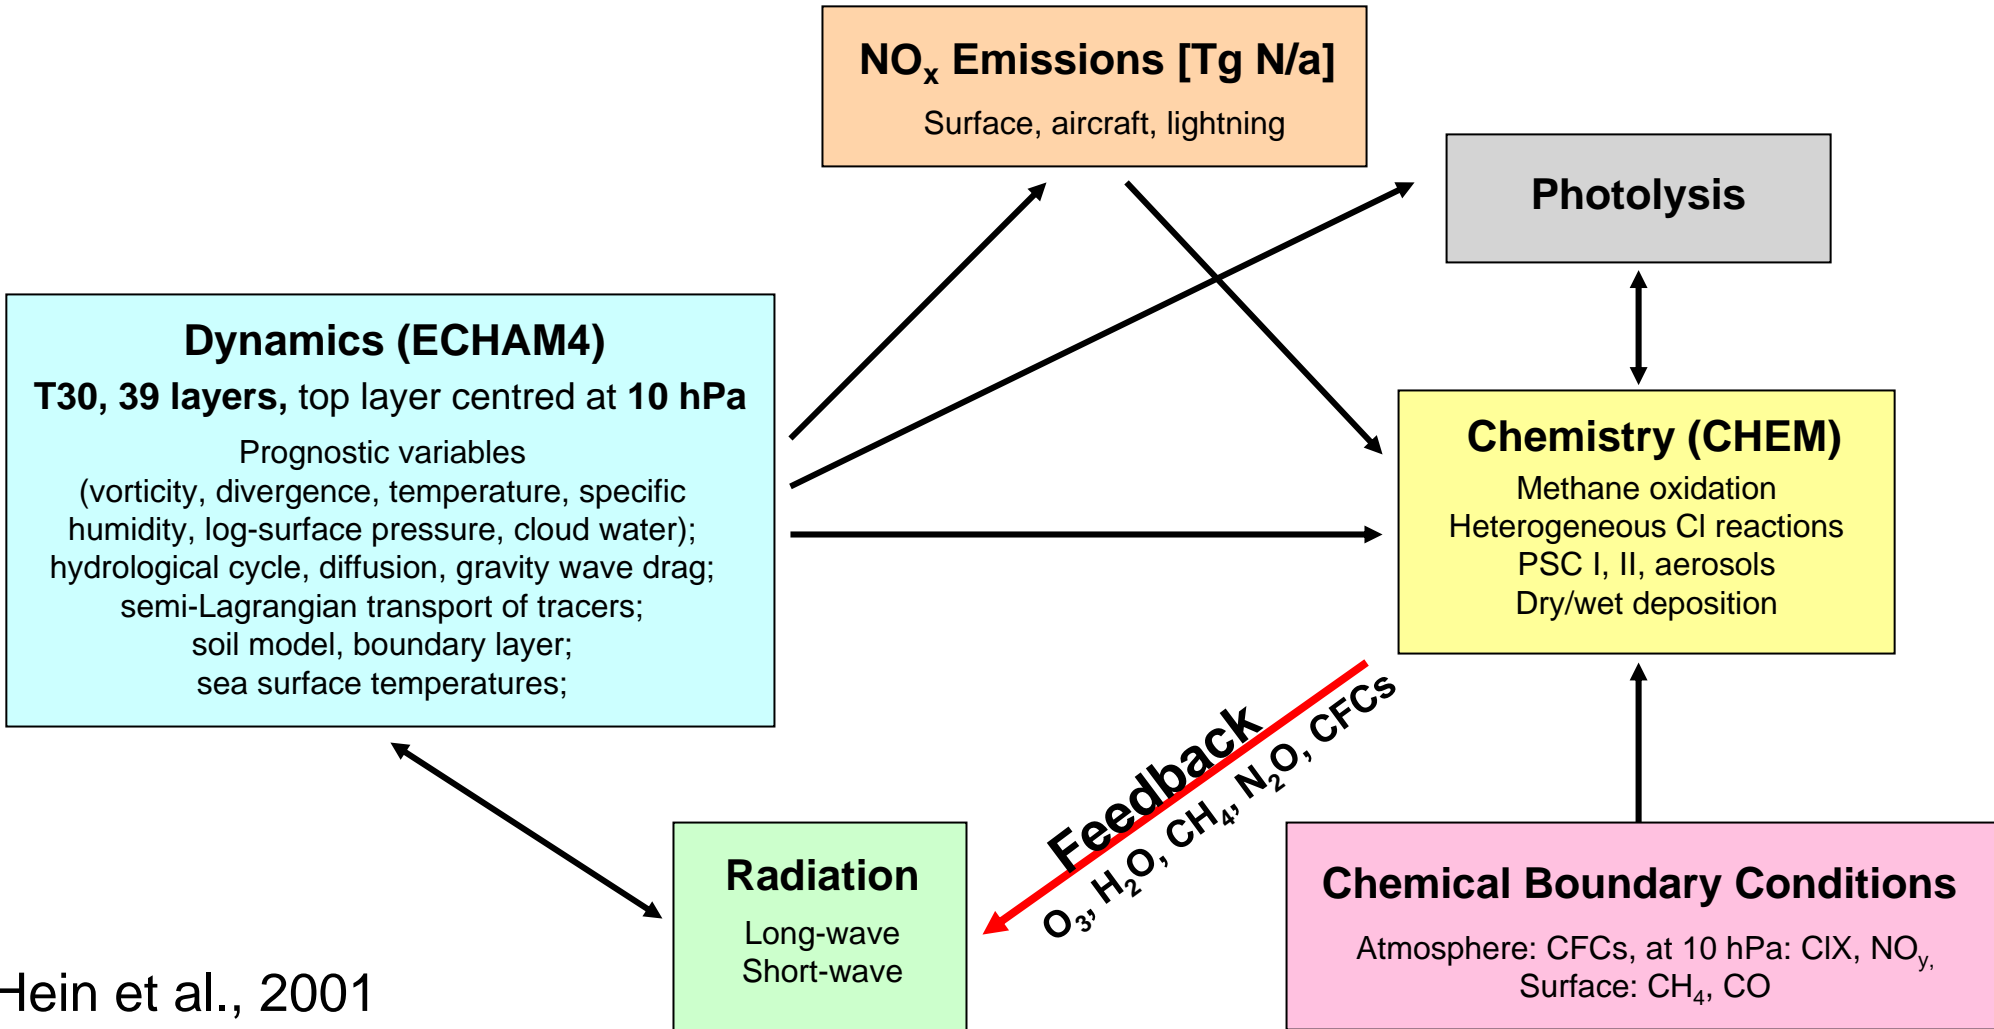 NOx Emissions [Tg N/a]
Surface, aircraft, lightning
Photolysis
Dynamics (ECHAM4)
T30, 39 layers, top layer centred at 10 hPa
Prognostic variables
(vorticity, divergence, temperature, specific
humidity, log-surface pressure, cloud water);
hydrological cycle, diffusion, gravity wave drag;
semi-Lagrangian transport of tracers;
soil model, boundary layer;
sea surface temperatures;
Chemistry (CHEM)
Methane oxidation
Heterogeneous Cl reactions
PSC I, II, aerosols
Dry/wet deposition
Feedback
O3, H2O, CH4, N2O, CFCs
Radiation
Long-wave
Short-wave
Chemical Boundary Conditions
Atmosphere: CFCs, at 10 hPa: ClX, NOy,
Surface: CH4, CO
Hein et al., 2001